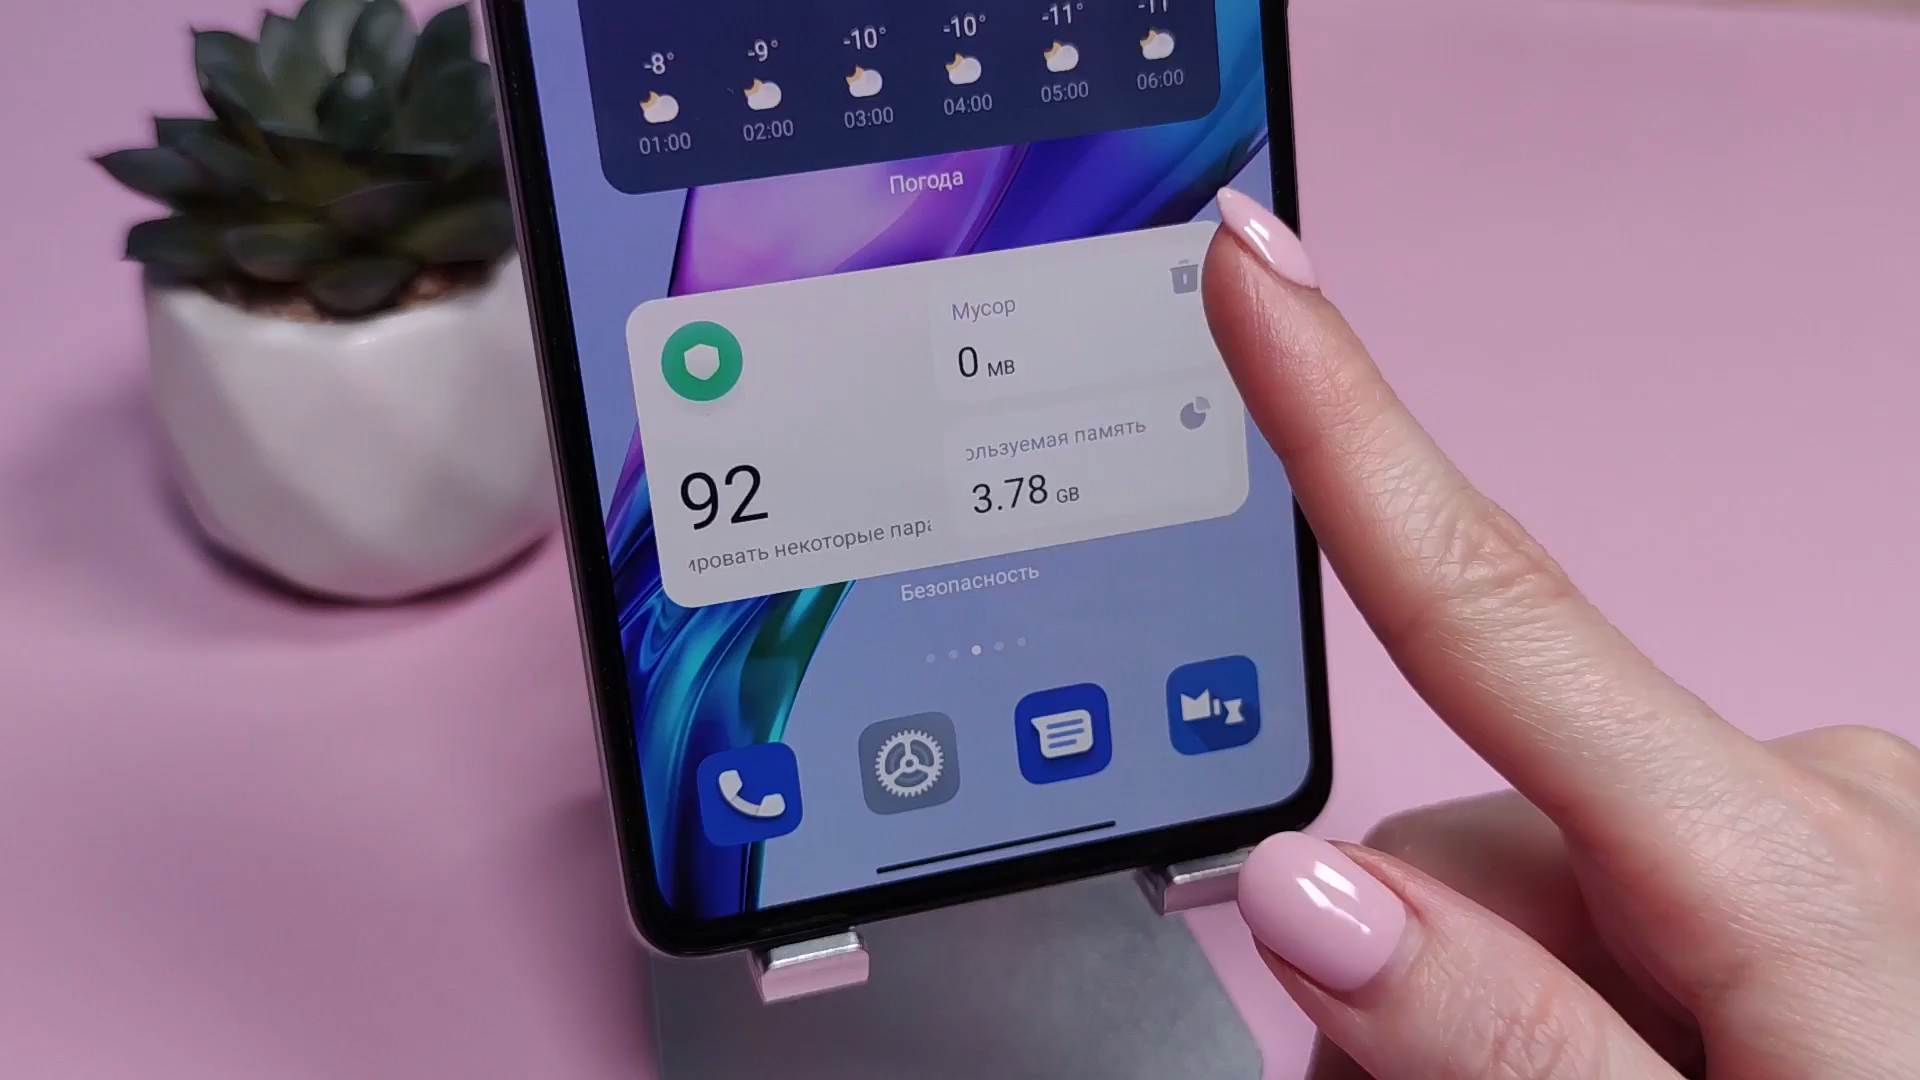 -8° -9° -10° -10° -11° -11
01:00 02:00 03:00 04:00 05:00 06:00
Погода
Мусор
0 MB
ользуемая память
3.78 GB
92
ировать некоторые пара
Безопасность